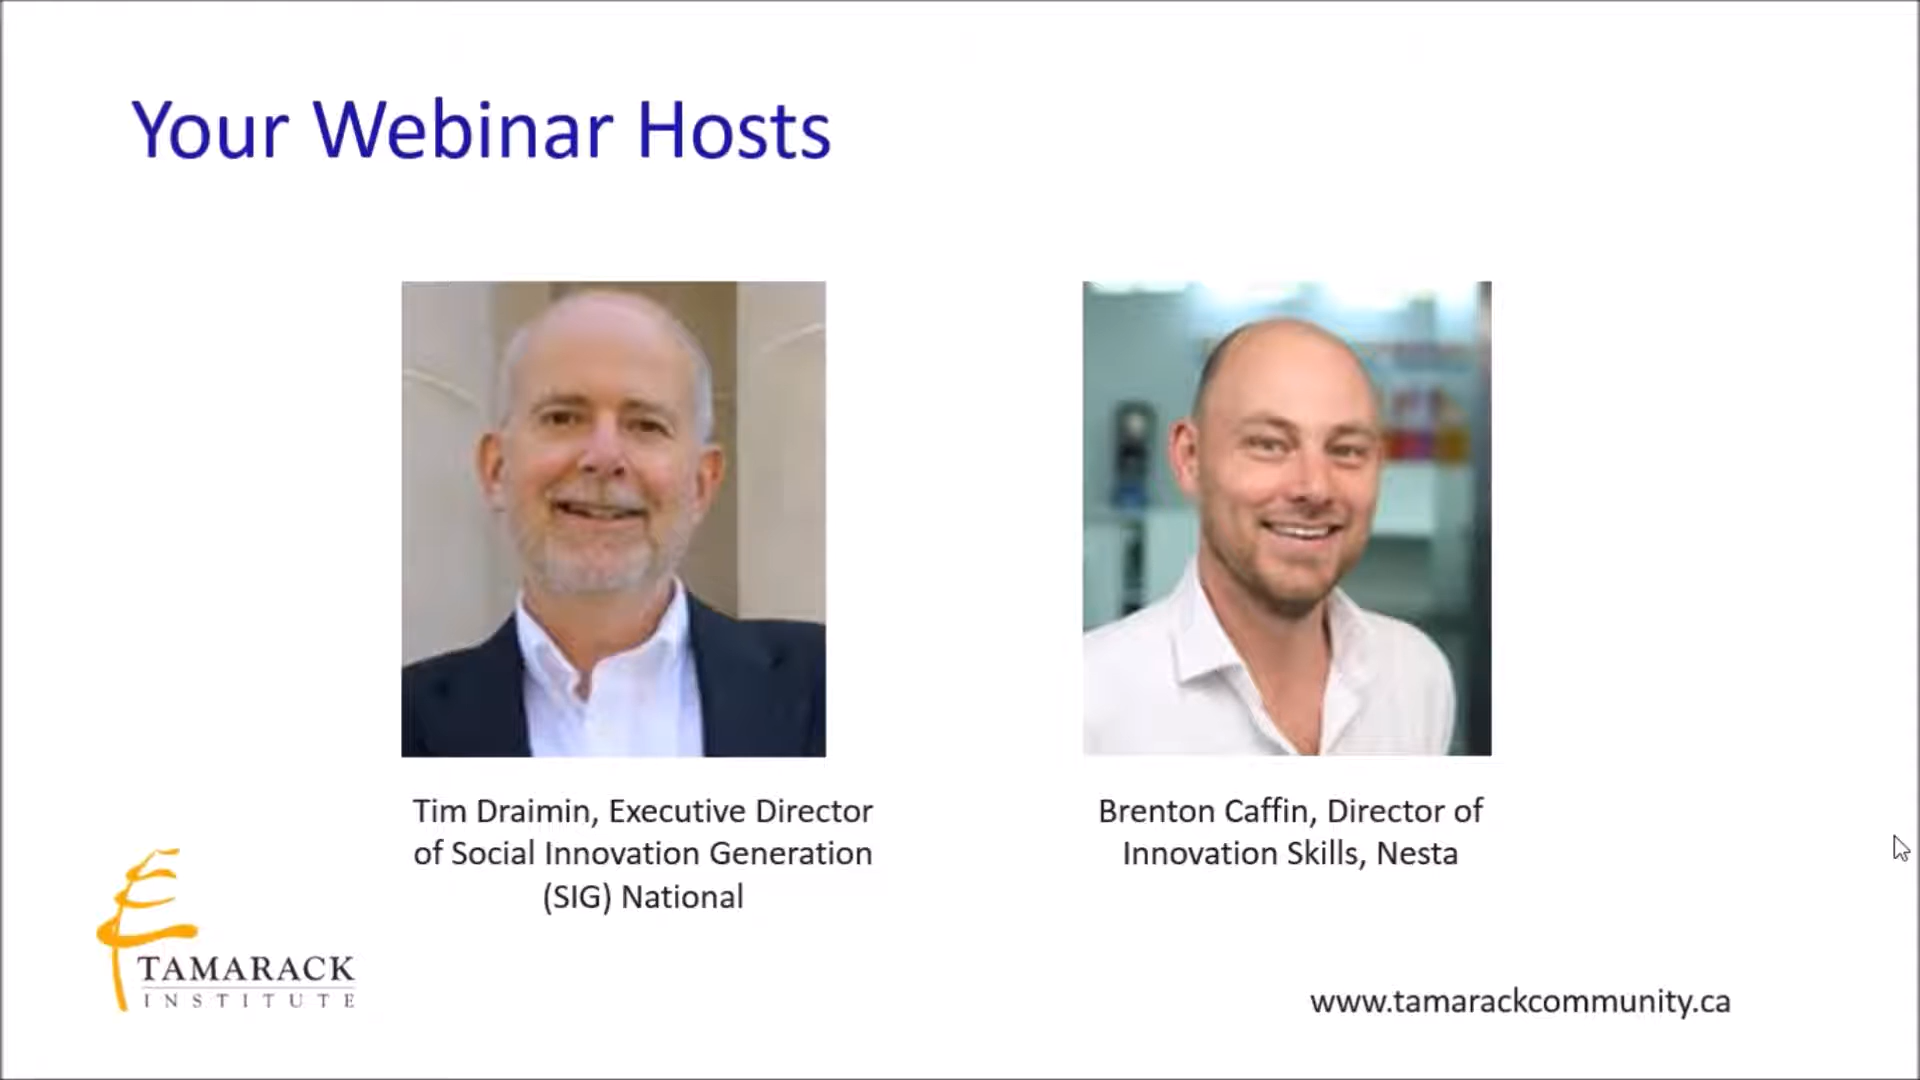 Your Webinar Hosts
Tim Draimin, Executive Director
of Social Innovation Generation
(SIG) National
Brenton Caffin, Director of
Innovation Skills, Nesta
TAMARACK
INSTITUTE
www.tamarackcommunity.ca